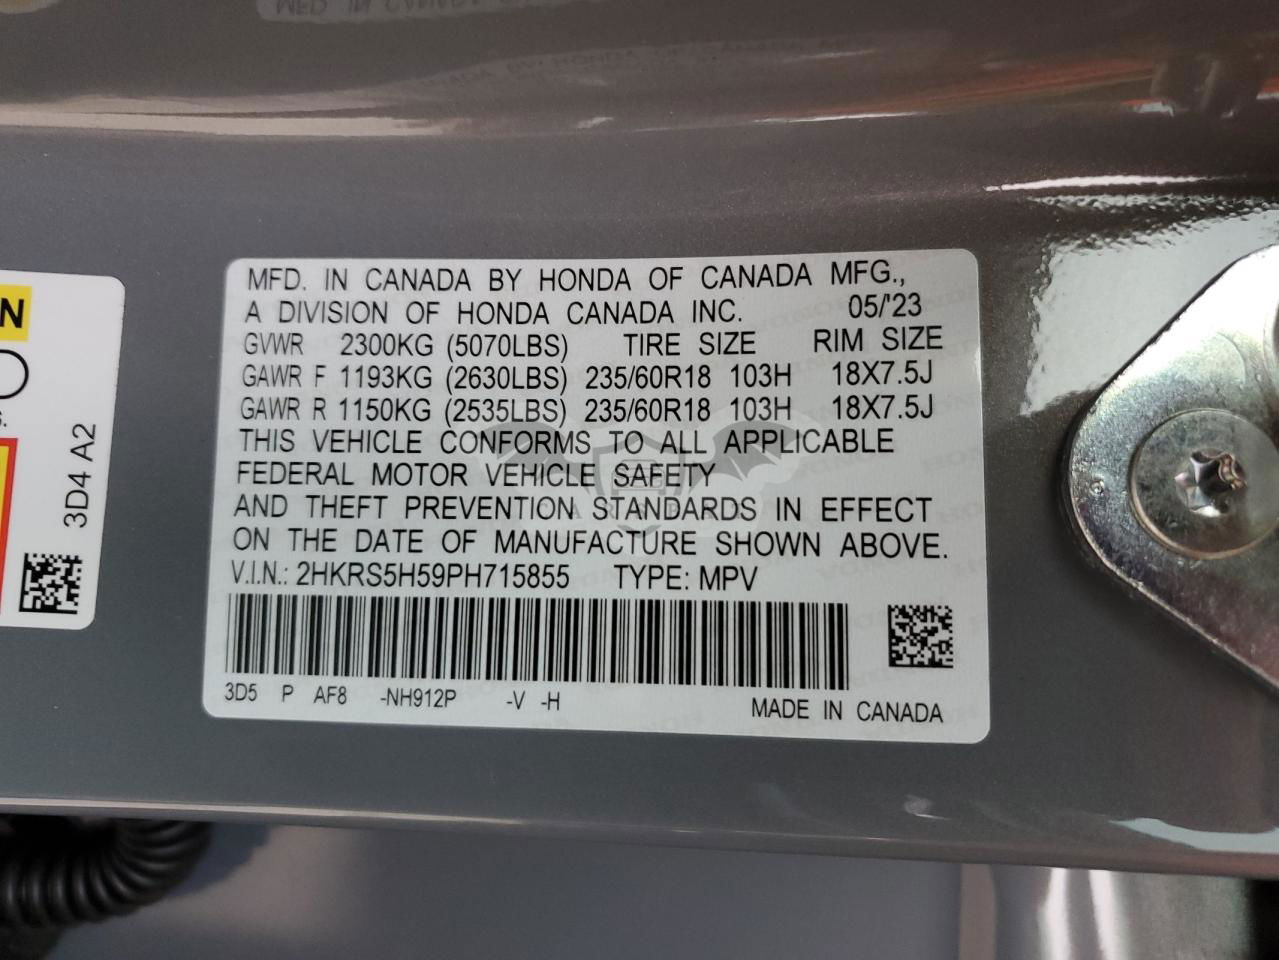 MFD. IN CANADA BY HONDA OF CANADA MFG.,
A DIVISION OF HONDA CANADA INC. 05/'23
GVWR 2300KG (5070LBS) TIRE SIZE RIM SIZE
GAWR F 1193KG (2630LBS) 235/60R18 103H 18X7.5J
GAWR R 1150KG (2535LBS) 235/60R18 103H 18X7.5J
THIS VEHICLE CONFORMS TO ALL APPLICABLE
FEDERAL MOTOR VEHICLE SAFETY
AND THEFT PREVENTION STANDARDS IN EFFECT
ON THE DATE OF MANUFACTURE SHOWN ABOVE.
V.I.N.: 2HKRS5H59PH715855 TYPE: MPV
3D5 P AF8 -NH912P -V -H MADE IN CANADA
3D4 A2